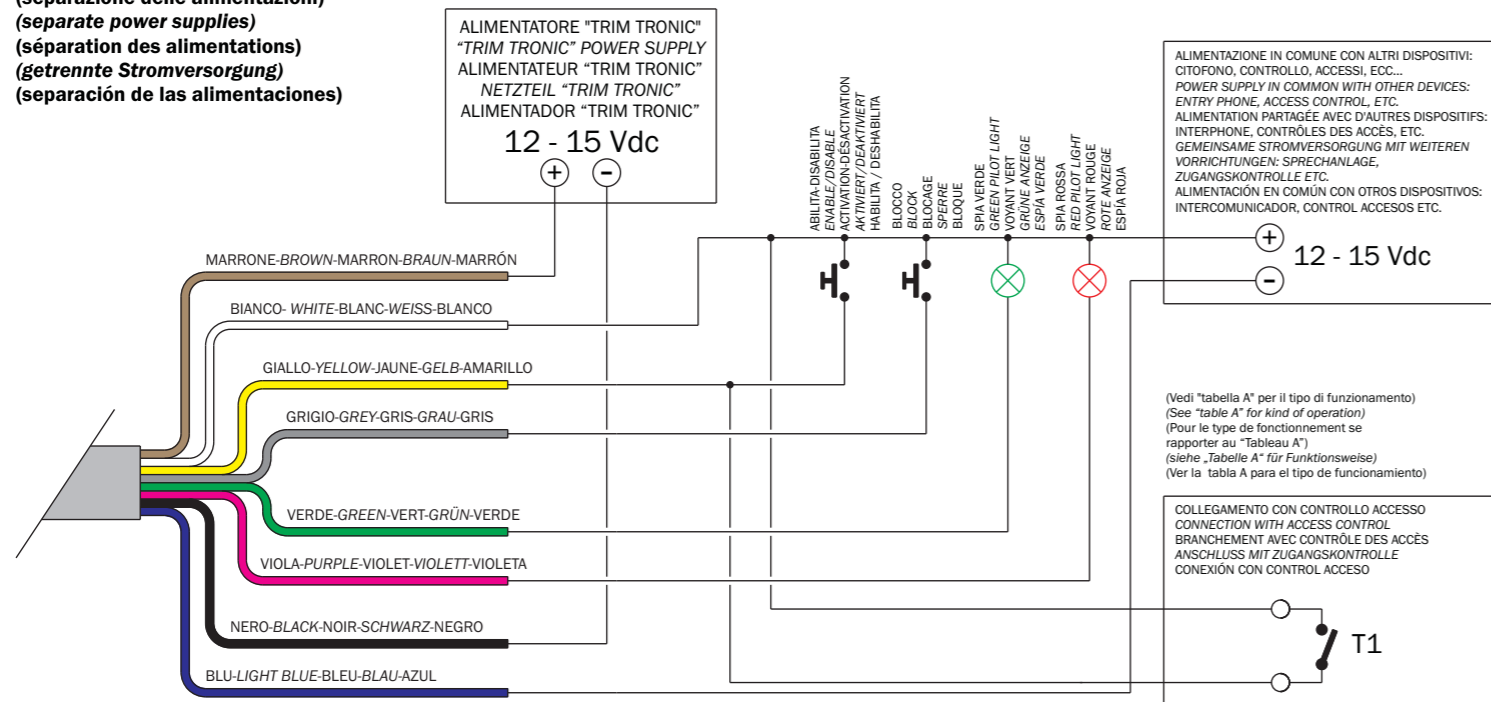 (separazione delle alimentazioni)
(separate power supplies)
(séparation des alimentations)
(getrennte Stromversorgung)
(separación de las alimentaciones)
ALIMENTATORE "TRIM TRONIC"
“TRIM TRONIC” POWER SUPPLY
ALIMENTATEUR “TRIM TRONIC”
NETZTEIL “TRIM TRONIC”
ALIMENTADOR “TRIM TRONIC”
12 - 15 Vdc
+
-
ABILITA-DISABILITA
ENABLE/DISABLE
ACTIVATION-DÉSACTIVATION
AKTIVIERT/DEAKTIVIERT
HABILITA / DESHABILITA
BLOCCO
BLOCK
BLOCAGE
SPERRE
BLOQUE
SPIA VERDE
GREEN PILOT LIGHT
VOYANT VERT
GRÜNE ANZEIGE
ESPÍA VERDE
SPIA ROSSA
RED PILOT LIGHT
VOYANT ROUGE
ROTE ANZEIGE
ESPÍA ROJA
ALIMENTAZIONE IN COMUNE CON ALTRI DISPOSITIVI:
CITOFONO, CONTROLLO, ACCESSI, ECC...
POWER SUPPLY IN COMMON WITH OTHER DEVICES:
ENTRY PHONE, ACCESS CONTROL, ETC.
ALIMENTATION PARTAGÉE AVEC D'AUTRES DISPOSITIFS:
INTERPHONE, CONTRÔLES DES ACCÈS, ETC.
GEMEINSAME STROMVERSORGUNG MIT WEITEREN
VORRICHTUNGEN: SPRECHANLAGE,
ZUGANGSKONTROLLE ETC.
ALIMENTACIÓN EN COMÚN CON OTROS DISPOSITIVOS:
INTERCOMUNICADOR, CONTROL ACCESOS ETC.
+
-
12 - 15 Vdc
MARRONE-BROWN-MARRON-BRAUN-MARRÓN
BIANCO- WHITE-BLANC-WEISS-BLANCO
GIALLO-YELLOW-JAUNE-GELB-AMARILLO
GRIGIO-GREY-GRIS-GRAU-GRIS
VERDE-GREEN-VERT-GRÜN-VERDE
VIOLA-PURPLE-VIOLET-VIOLETT-VIOLETA
NERO-BLACK-NOIR-SCHWARZ-NEGRO
BLU-LIGHT BLUE-BLEU-BLAU-AZUL
(Vedi "tabella A" per il tipo di funzionamento)
(See “table A” for kind of operation)
(Pour le type de fonctionnement se
rapporter au “Tableau A”)
(siehe „Tabelle A“ für Funktionsweise)
(Ver la tabla A para el tipo de funcionamiento)
COLLEGAMENTO CON CONTROLLO ACCESSO
CONNECTION WITH ACCESS CONTROL
BRANCHEMENT AVEC CONTRÔLE DES ACCÈS
ANSCHLUSS MIT ZUGANGSKONTROLLE
CONEXIÓN CON CONTROL ACCESO
T1